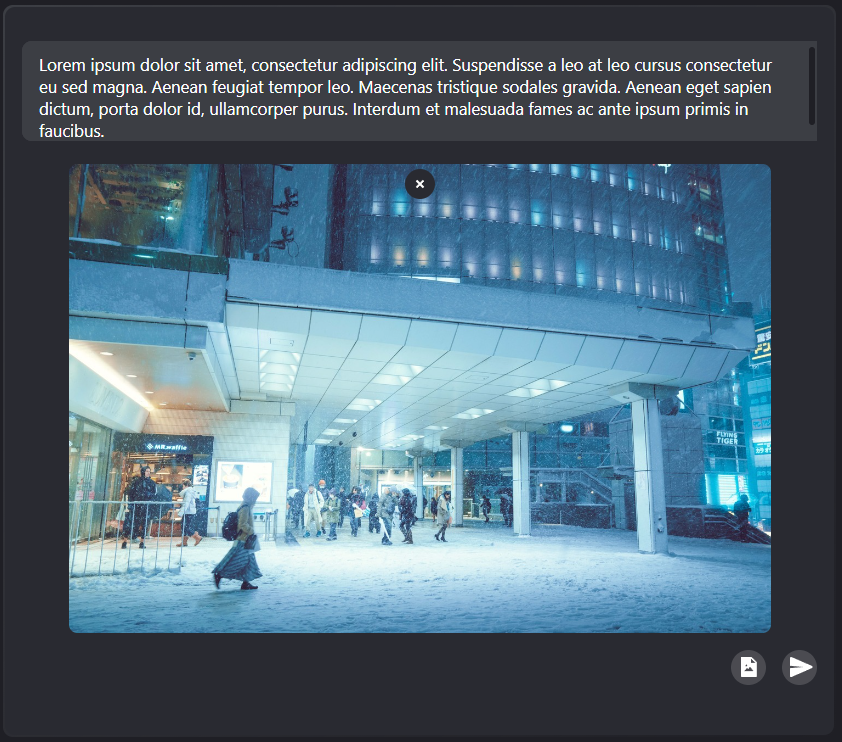 Lorem ipsum dolor sit amet, consectetur adipiscing elit. Suspendisse a leo at leo cursus consectetur
eu sed magna. Aenean feugiat tempor leo. Maecenas tristique sodales gravida. Aenean eget sapien
dictum, porta dolor id, ullamcorper purus. Interdum et malesuada fames ac ante ipsum primis in
faucibus.
MR.waffle
FLYING
TIGER